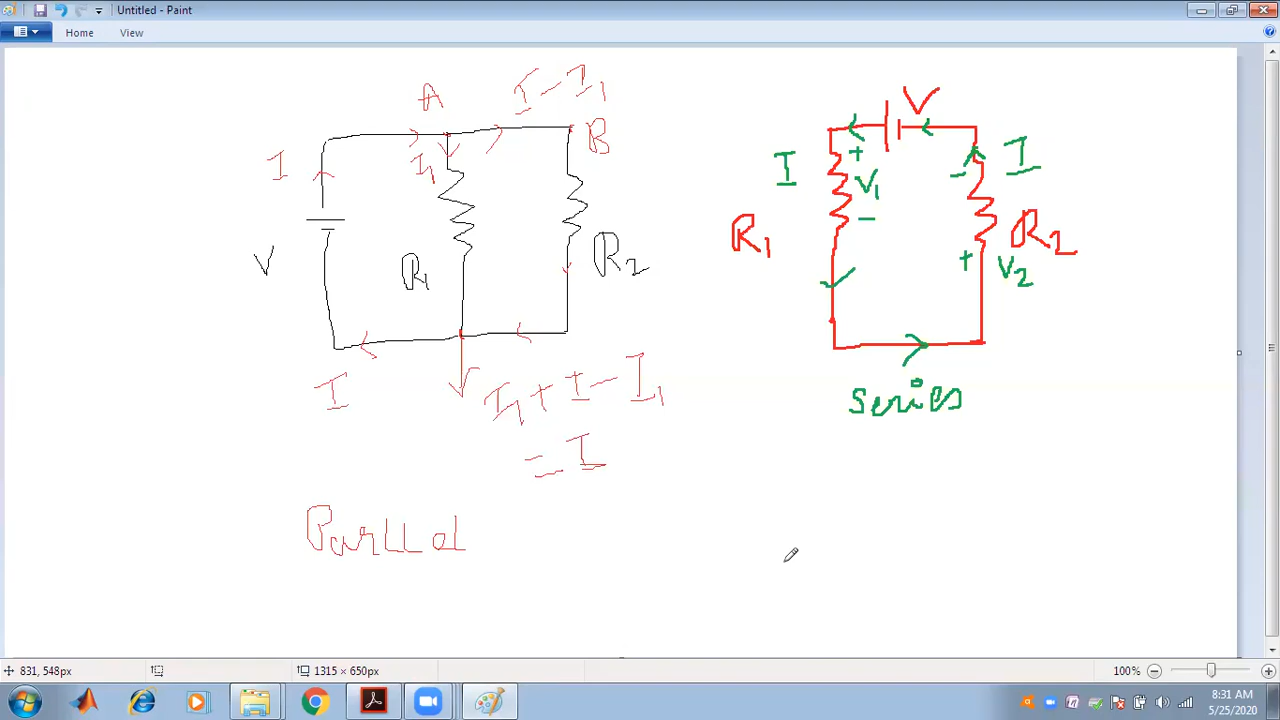 Untitled - Paint
Home View
A
I - I1
B
I
I1
V
R1
R2
I
I1 + I - I1
= I
Parllel
V
I
+
V1
-
R1
I
-
R2
+
V2
series
831, 548px
1315 × 650px
100%
8:31 AM
5/25/2020